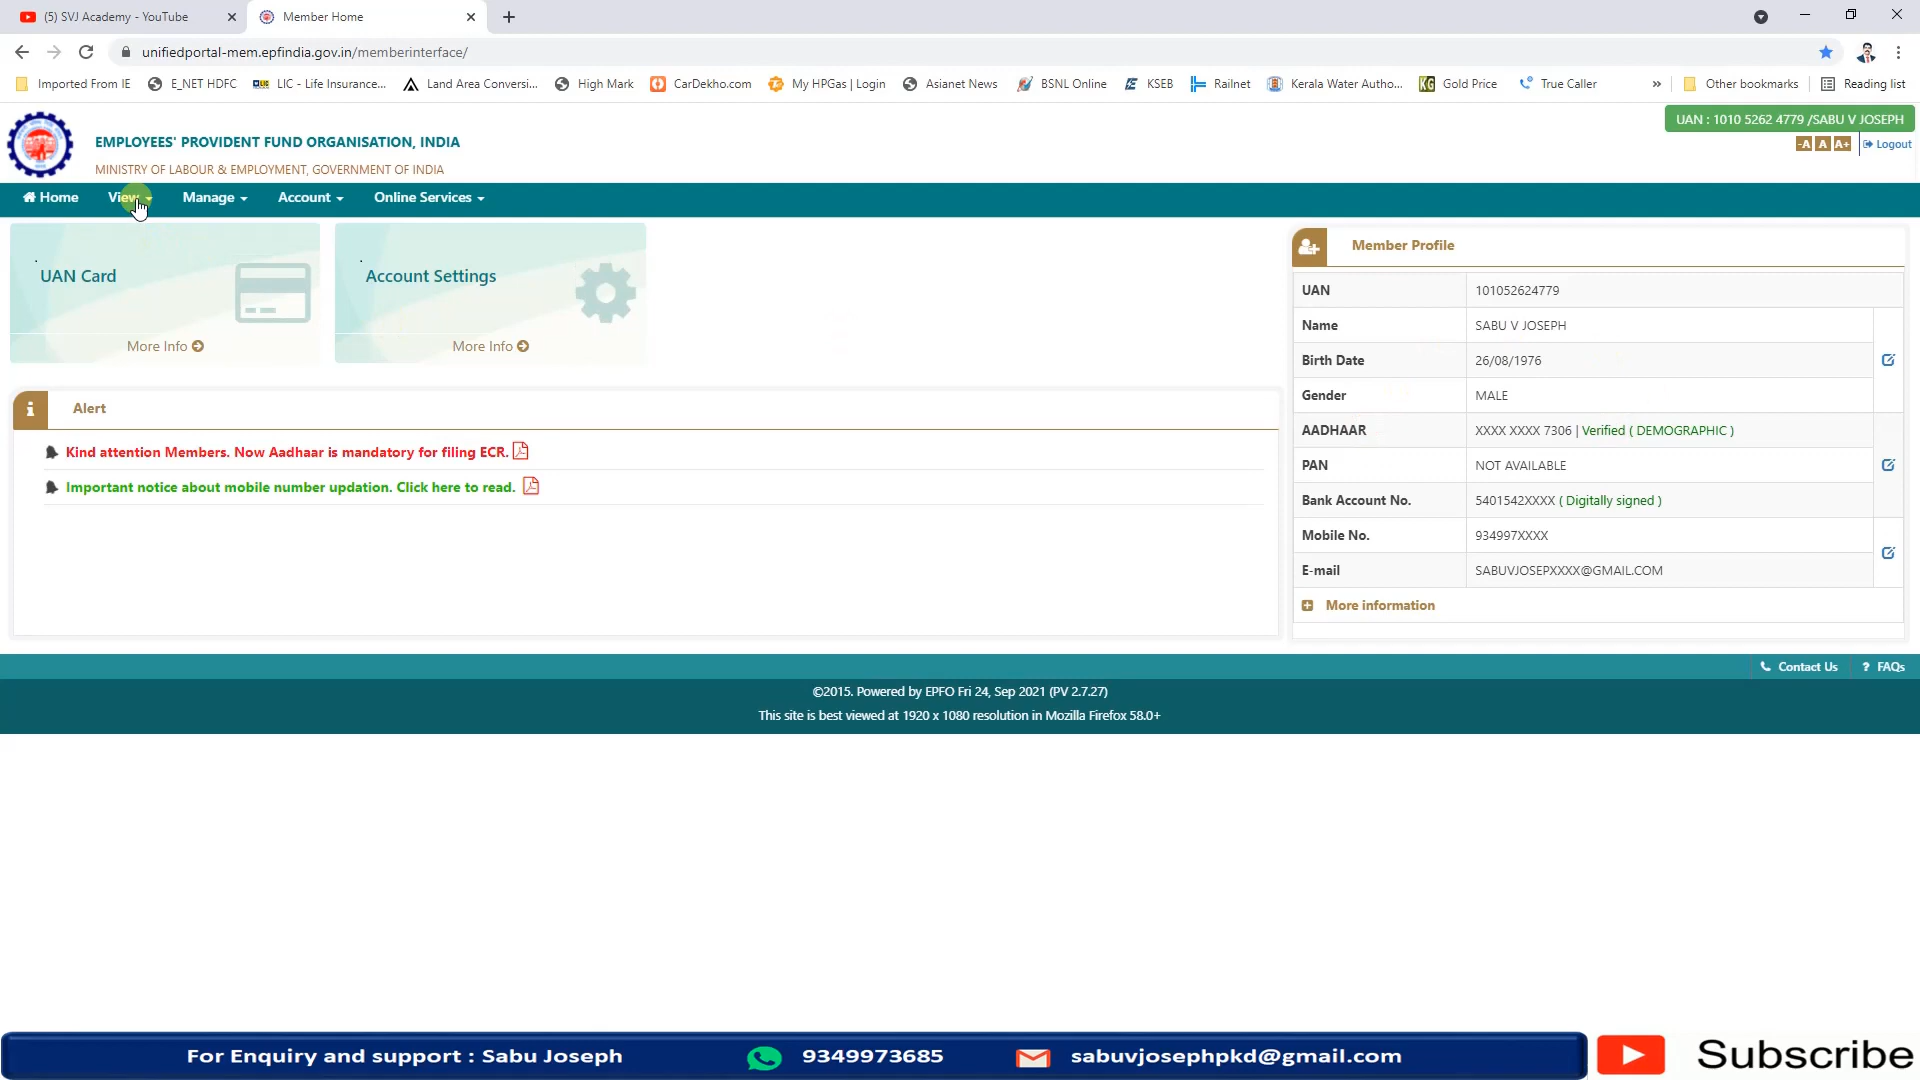 (5) SVJ Academy - YouTube
Member Home
unifiedportal-mem.epfindia.gov.in/memberinterface/
Imported From IE
E_NET HDFC
LIC - Life Insurance...
Land Area Conversi...
High Mark
CarDekho.com
My HPGas | Login
Asianet News
BSNL Online
KSEB
Railnet
Kerala Water Autho...
Gold Price
True Caller
»
Other bookmarks
Reading list
EMPLOYEES' PROVIDENT FUND ORGANISATION, INDIA
MINISTRY OF LABOUR & EMPLOYMENT, GOVERNMENT OF INDIA
UAN : 1010 5262 4779 /SABU V JOSEPH
-A A A+ Logout
Home View Manage Account Online Services
UAN Card
More Info
Account Settings
More Info
Alert
Kind attention Members. Now Aadhaar is mandatory for filing ECR.
Important notice about mobile number updation. Click here to read.
Member Profile
UAN 101052624779
Name SABU V JOSEPH
Birth Date 26/08/1976
Gender MALE
AADHAAR XXXX XXXX 7306 | Verified ( DEMOGRAPHIC )
PAN NOT AVAILABLE
Bank Account No. 5401542XXXX ( Digitally signed )
Mobile No. 934997XXXX
E-mail SABUVJOSEPXXXX@GMAIL.COM
More information
Contact Us ? FAQs
©2015. Powered by EPFO Fri 24, Sep 2021 (PV 2.7.27)
This site is best viewed at 1920 x 1080 resolution in Mozilla Firefox 58.0+
For Enquiry and support : Sabu Joseph 9349973685 sabuvjosephpkd@gmail.com Subscribe